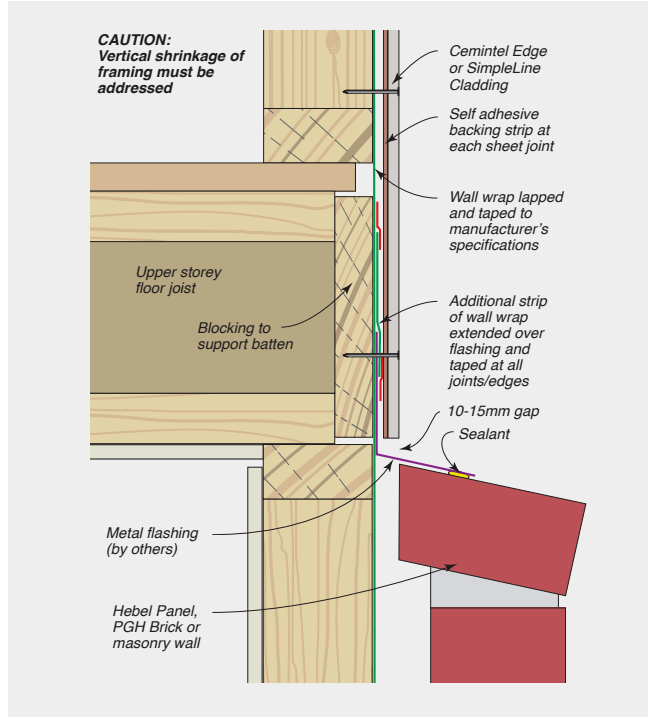 CAUTION:
Vertical shrinkage of
framing must be
addressed
Cemintel Edge
or SimpleLine
Cladding
Self adhesive
backing strip at
each sheet joint
Wall wrap lapped
and taped to
manufacturer's
specifications
Upper storey
floor joist
Blocking to
support batten
Additional strip
of wall wrap
extended over
flashing and
taped at all
joints/edges
10-15mm gap
Sealant
Metal flashing
(by others)
Hebel Panel,
PGH Brick or
masonry wall